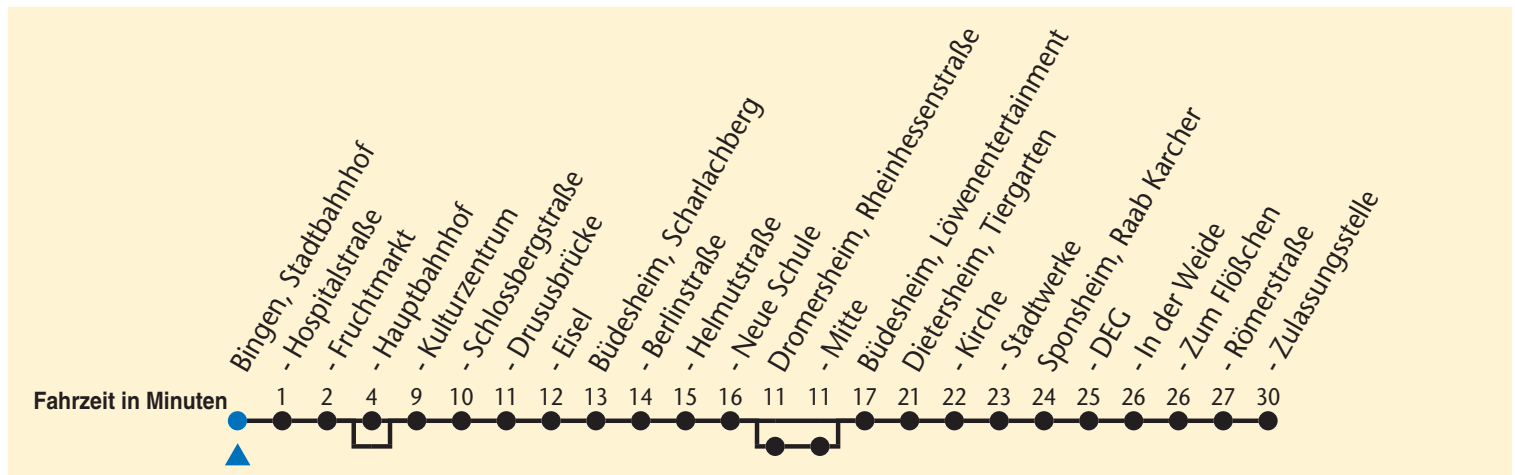 Bingen, Stadtbahnhof
- Hospitalstraße
- Fruchtmarkt
- Hauptbahnhof
- Kulturzentrum
- Schlossbergstraße
- Drususbrücke
- Eisel
Büdesheim, Scharlachberg
- Berlinstraße
- Helmutstraße
- Neue Schule
Dromersheim, Rheinhessenstraße
- Mitte
Büdesheim, Löwenentertainment
Dietersheim, Tiergarten
- Kirche
- Stadtwerke
Sponsheim, Raab Karcher
- DEG
- In der Weide
- Zum Flößchen
- Römerstraße
- Zulassungsstelle
Fahrzeit in Minuten 1 2 4 9 10 11 12 13 14 15 16 11 11 17 21 22 23 24 25 26 26 27 30